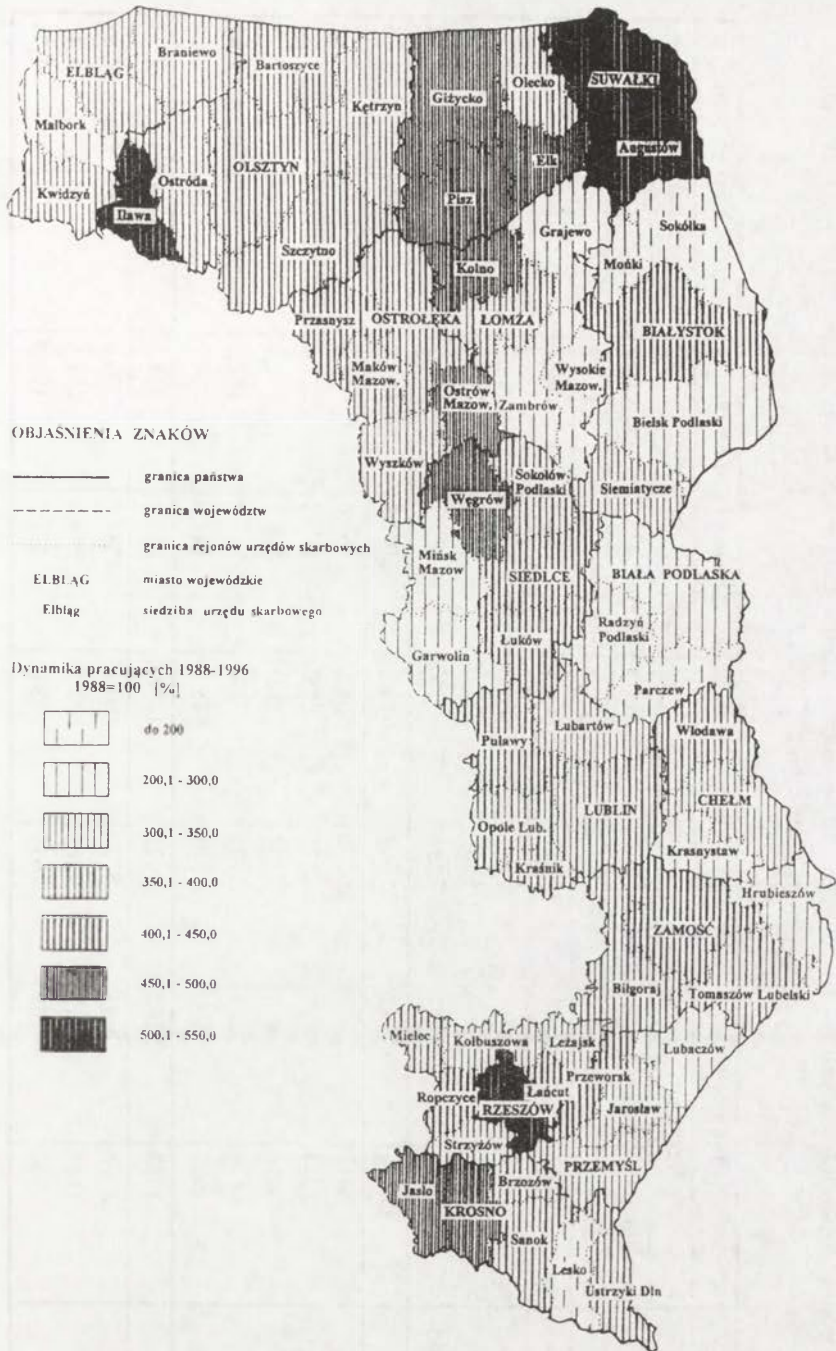 Braniewo
ELBLĄG
Bartoszyce
Kętrzyn
Giżycko
Olecko
SUWAŁKI
Malbork
Augustów
Kwidzyń
Iława
Ostróda
OLSZTYN
Ełk
Pisz
Szczytno
Grajewo
Sokółka
Kolno
Mońki
Przasnysz
OSTROŁĘKA
ŁOMŻA
BIAŁYSTOK
Maków
Mazow.
Ostrów
Mazow.
Zambrów
Wysokie
Mazow.
Bielsk Podlaski
Wyszków
Sokołów
Podlaski
Siemiatycze
Węgrów
Mińsk
Mazow
SIEDLCE
BIAŁA PODLASKA
Łuków
Radzyń
Podlaski
Garwolin
Parczew
Puławy
Lubartów
Włodawa
LUBLIN
CHEŁM
Opole Lub.
Krasnystaw
Kraśnik
Hrubieszów
ZAMOŚĆ
Biłgoraj
Tomaszów Lubelski
Mielec
Kolbuszowa
Leżajsk
Lubaczów
Przeworsk
Ropczyce
Łańcut
RZESZÓW
Jarosław
Strzyżów
PRZEMYŚL
Jasło
Brzozów
KROSNO
Sanok
Lesko
Ustrzyki Dln
OBJAŚNIENIA ZNAKÓW
granica państwa
granica województw
granica rejonów urzędów skarbowych
ELBLĄG miasto wojewódzkie
Elbląg siedziba urzędu skarbowego
Dynamika pracujących 1988-1996
1988=100 [%]
do 200
200,1 - 300,0
300,1 - 350,0
350,1 - 400,0
400,1 - 450,0
450,1 - 500,0
500,1 - 550,0